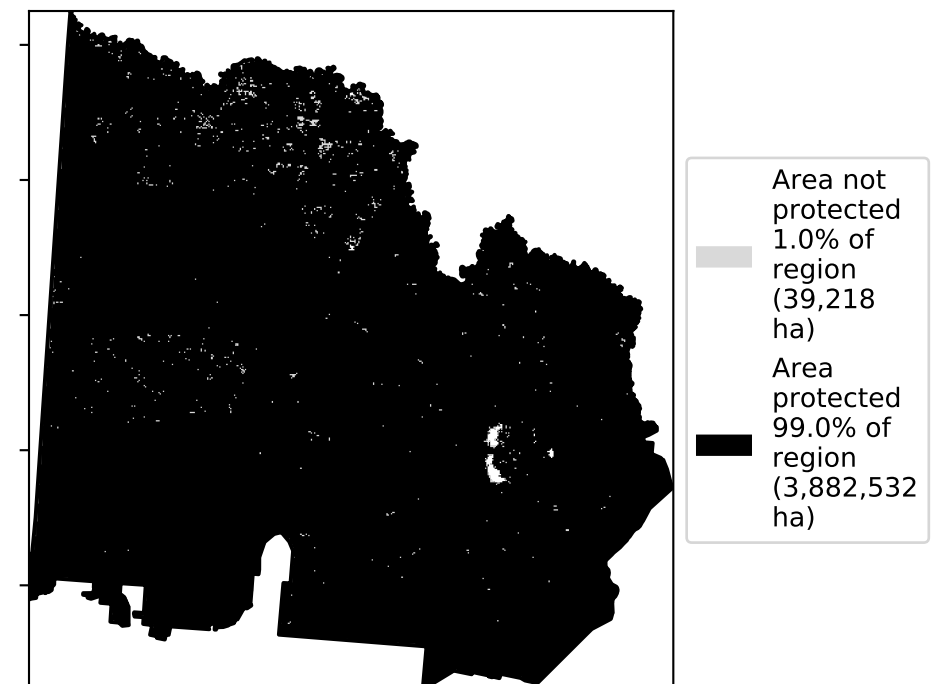 Area not
protected
1.0% of
region
(39,218
ha)
Area
protected
99.0% of
region
(3,882,532
ha)